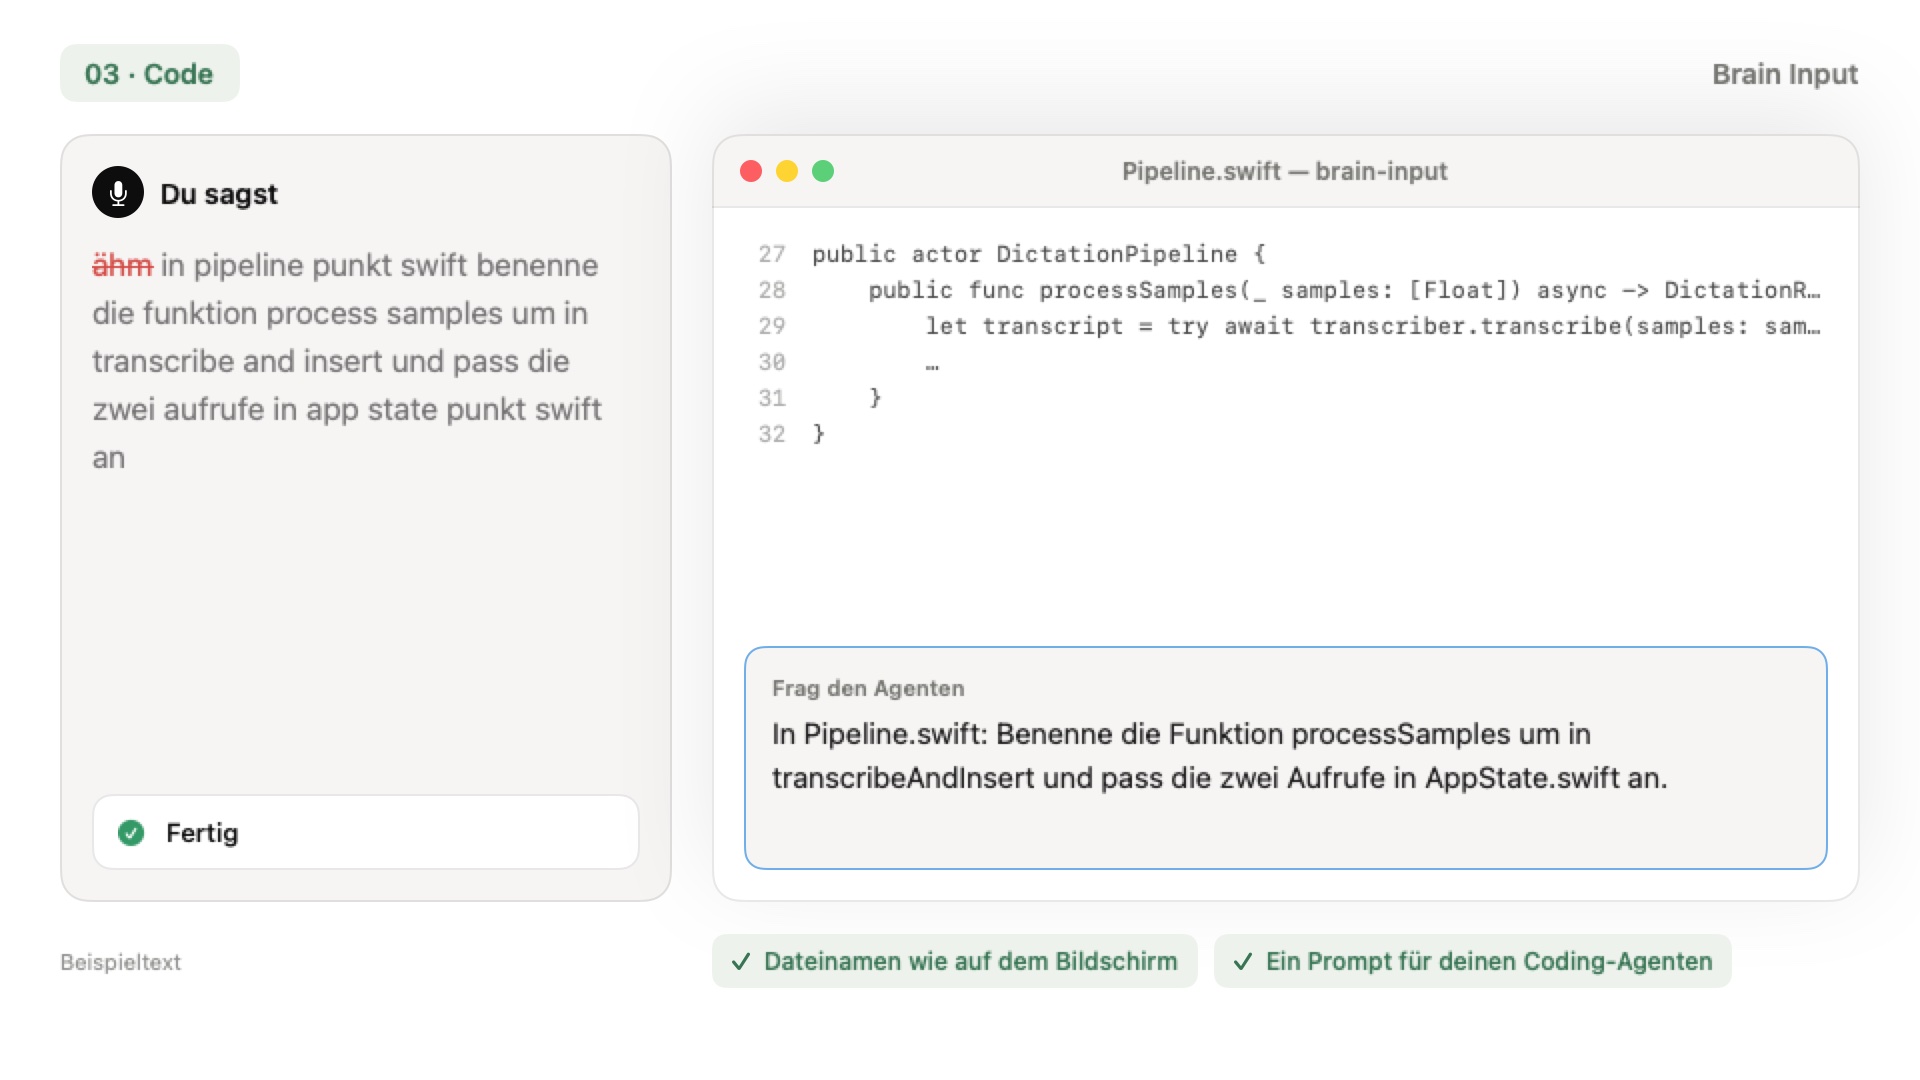 03 · Code
Brain Input
Du sagst
ähm in pipeline punkt swift benenne
die funktion process samples um in
transcribe and insert und pass die
zwei aufrufe in app state punkt swift
an
Fertig
Pipeline.swift — brain-input
27 public actor DictationPipeline {
28     public func processSamples(_ samples: [Float]) async -> DictationR…
29         let transcript = try await transcriber.transcribe(samples: sam…
30         …
31     }
32 }
Frag den Agenten
In Pipeline.swift: Benenne die Funktion processSamples um in
transcribeAndInsert und pass die zwei Aufrufe in AppState.swift an.
Beispieltext
✓ Dateinamen wie auf dem Bildschirm
✓ Ein Prompt für deinen Coding-Agenten